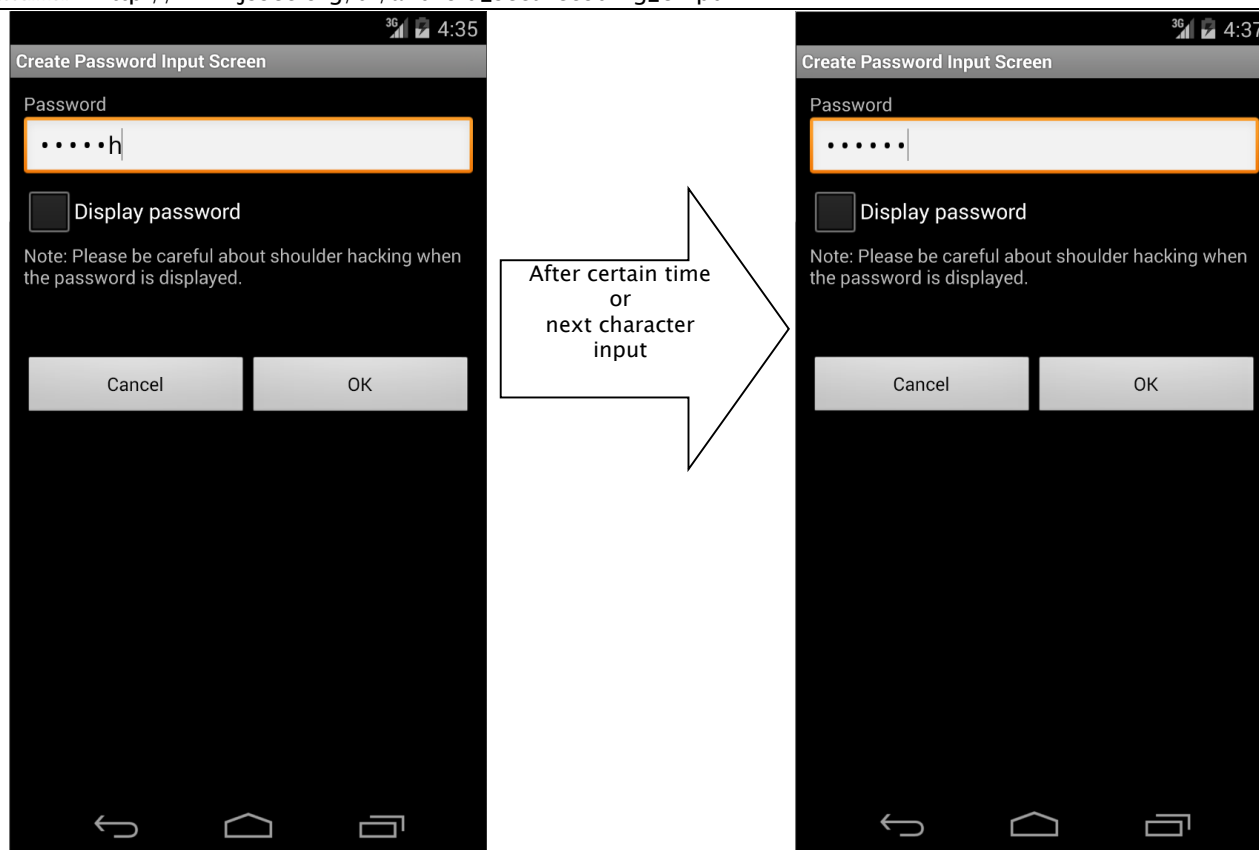 3G 4:35
Create Password Input Screen
Password
•••••h
Display password
Note: Please be careful about shoulder hacking when
the password is displayed.
Cancel OK
After certain time
or
next character
input
3G 4:37
Create Password Input Screen
Password
••••••
Display password
Note: Please be careful about shoulder hacking when
the password is displayed.
Cancel OK